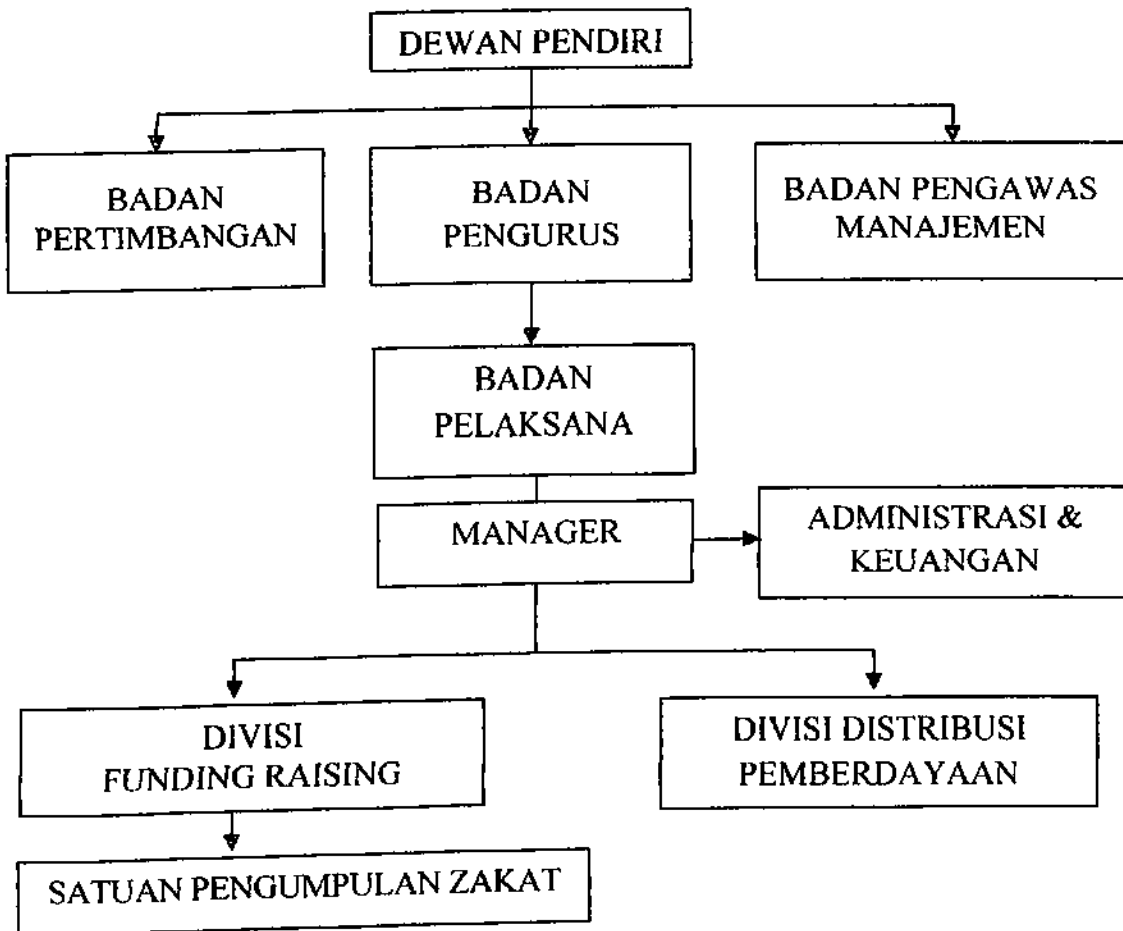 DEWAN PENDIRI
BADAN
PERTIMBANGAN
BADAN
PENGURUS
BADAN PENGAWAS
MANAJEMEN
BADAN
PELAKSANA
MANAGER
ADMINISTRASI &
KEUANGAN
DIVISI
FUNDING RAISING
DIVISI DISTRIBUSI
PEMBERDAYAAN
SATUAN PENGUMPULAN ZAKAT